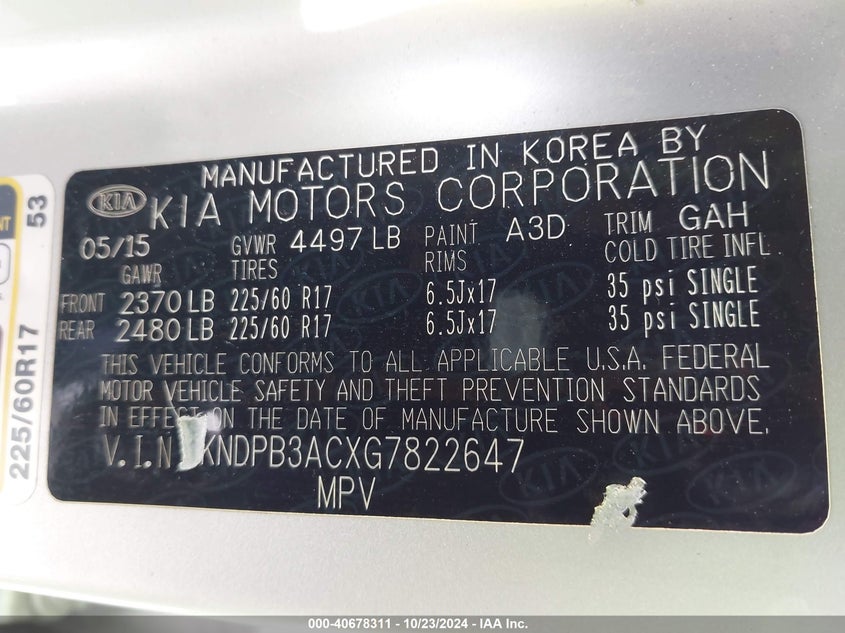 MANUFACTURED IN KOREA BY
KIA KIA MOTORS CORPORATION
05/15 GVWR 4497 LB PAINT A3D TRIM GAH
GAWR TIRES RIMS COLD TIRE INFL
FRONT 2370 LB 225/60 R17 6.5Jx17 35 psi SINGLE
REAR 2480 LB 225/60 R17 6.5Jx17 35 psi SINGLE
THIS VEHICLE CONFORMS TO ALL APPLICABLE U.S.A. FEDERAL
MOTOR VEHICLE SAFETY AND THEFT PREVENTION STANDARDS
IN EFFECT ON THE DATE OF MANUFACTURE SHOWN ABOVE.
V.I.N KNDPB3ACXG7822647
MPV
53
225/60R17
000-40678311 - 10/23/2024 - IAA Inc.